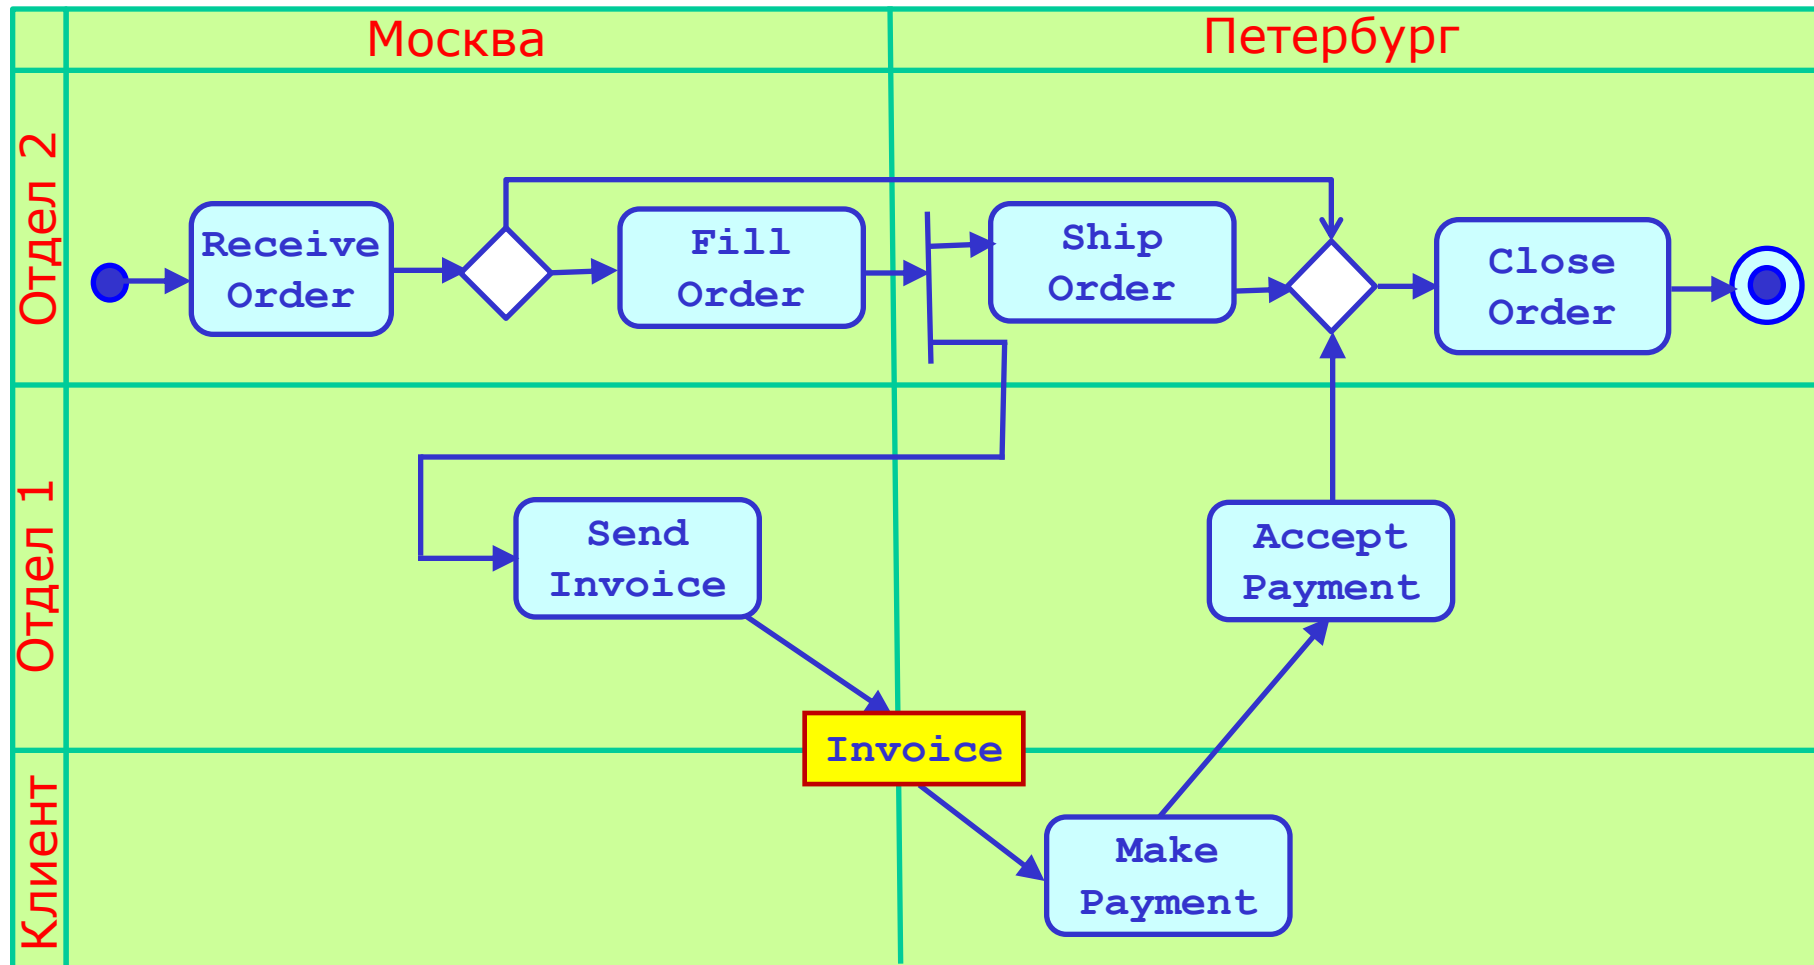 Москва
Петербург
Отдел 2
Receive
Order
Fill
Order
Ship
Order
Close
Order
Отдел 1
Send
Invoice
Accept
Payment
Invoice
Клиент
Make
Payment